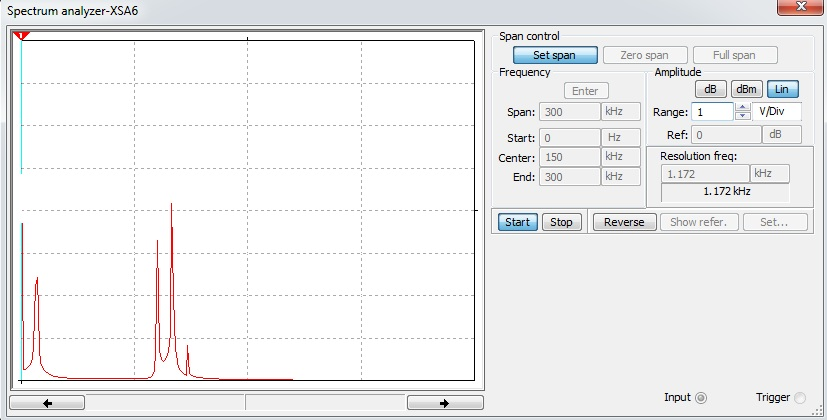 Spectrum analyzer-XSA6
1
Span control
Set span Zero span Full span
Frequency
Enter
Span: 300 kHz
Start: 0 Hz
Center: 150 kHz
End: 300 kHz
Amplitude
dB dBm Lin
Range: 1 V/Div
Ref: 0 dB
Resolution freq:
1.172 kHz
1.172 kHz
Start Stop Reverse Show refer. Set...
Input Trigger